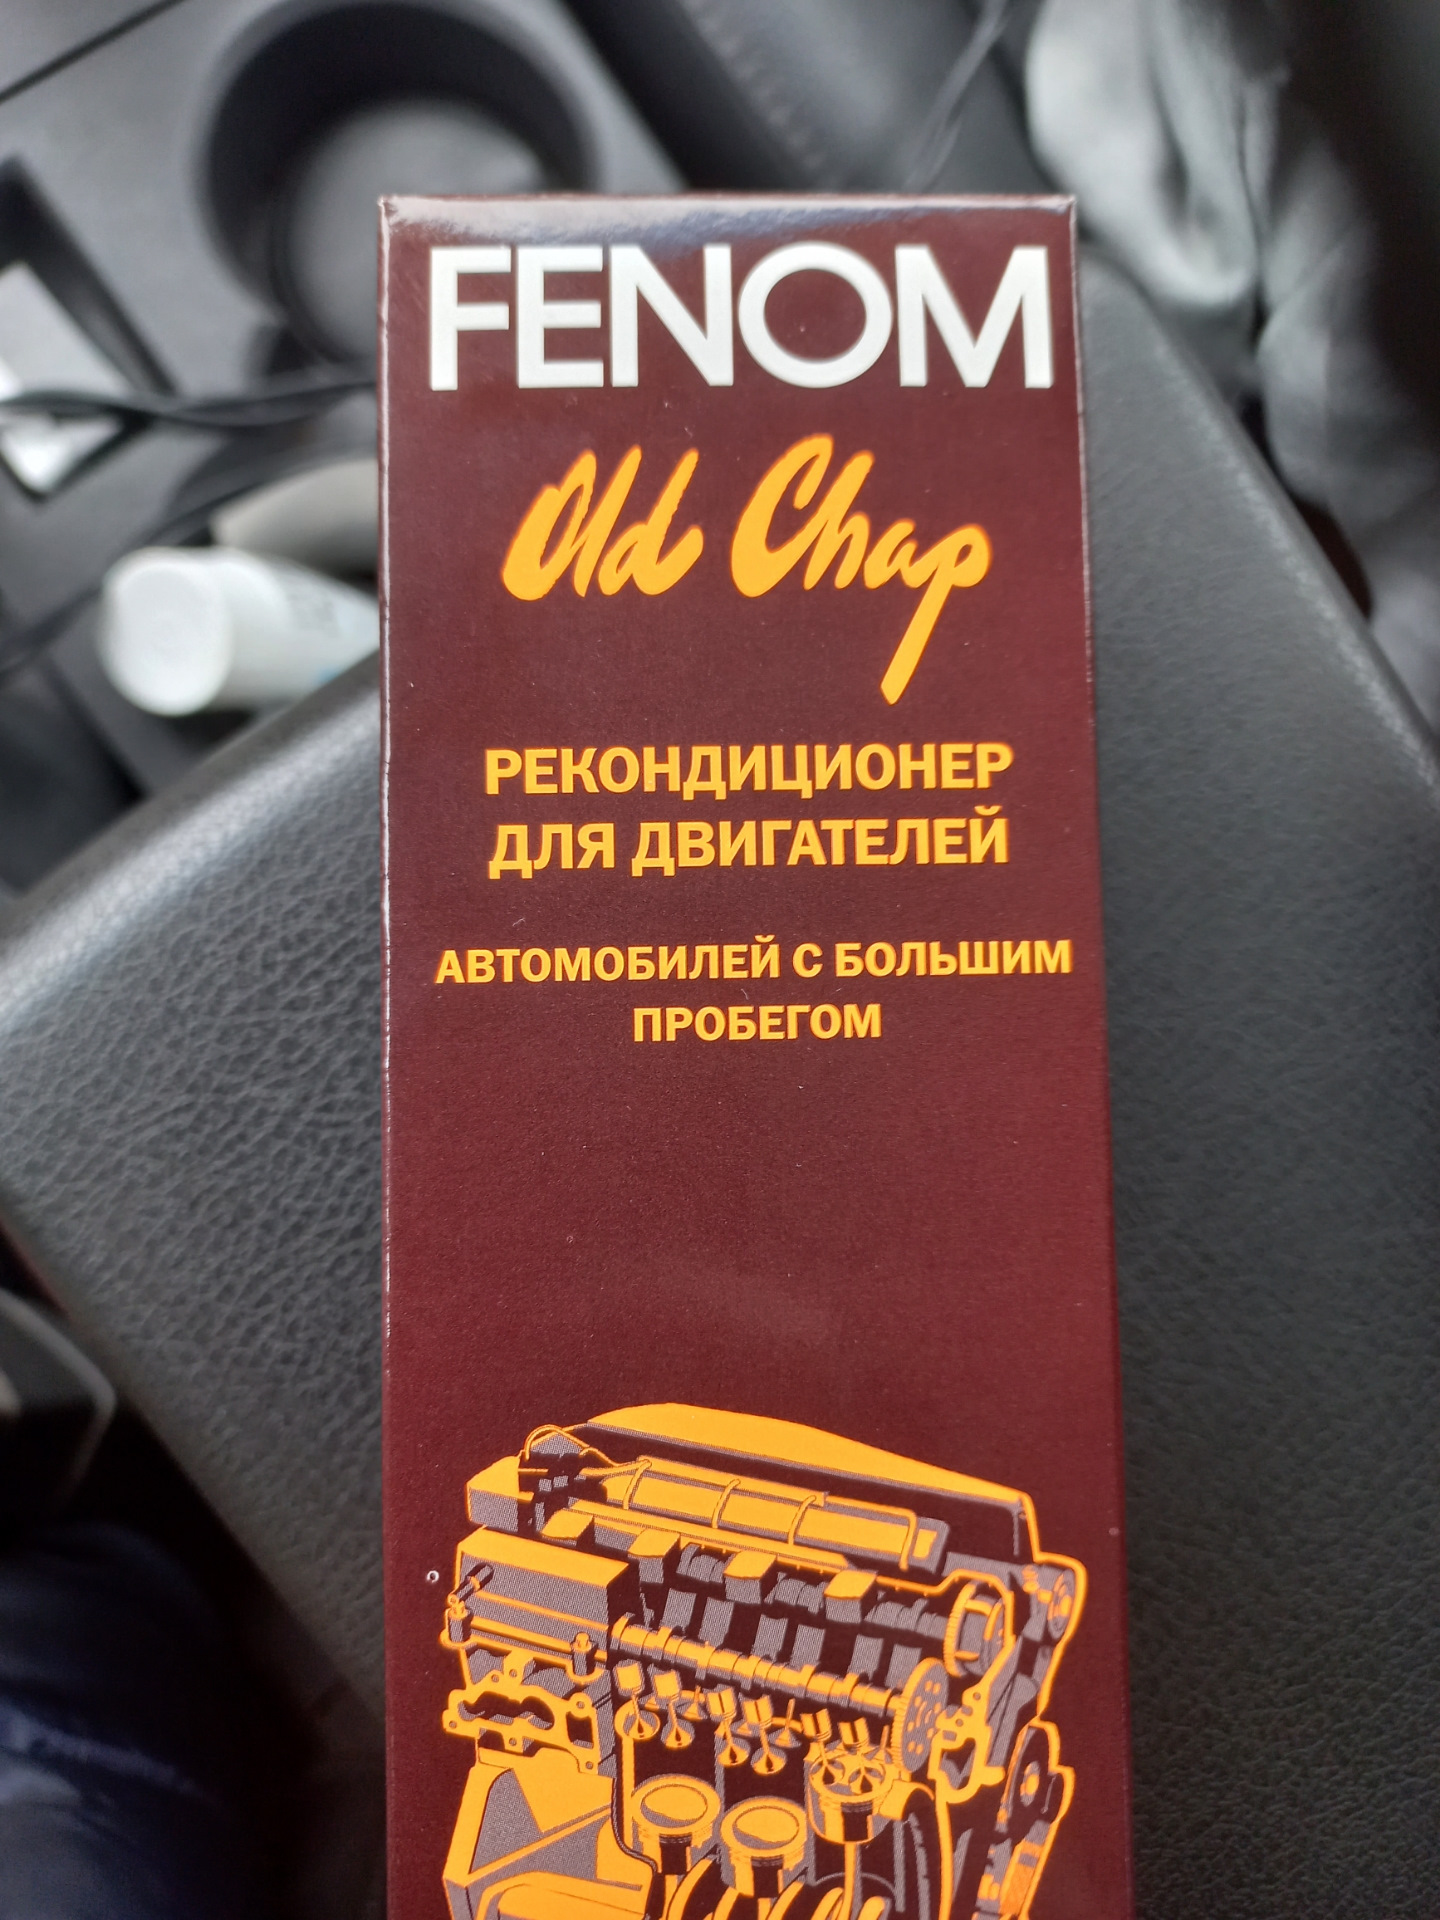 FENOM
Old Chap
РЕКОНДИЦИОНЕР
ДЛЯ ДВИГАТЕЛЕЙ
АВТОМОБИЛЕЙ С БОЛЬШИМ
ПРОБЕГОМ